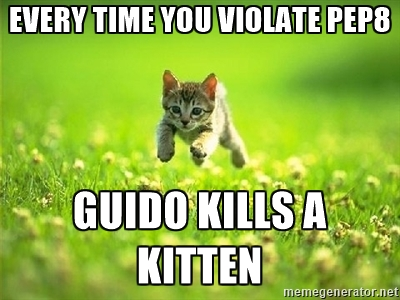 EVERY TIME YOU VIOLATE PEP8
GUIDO KILLS A
KITTEN
memegenerator.net